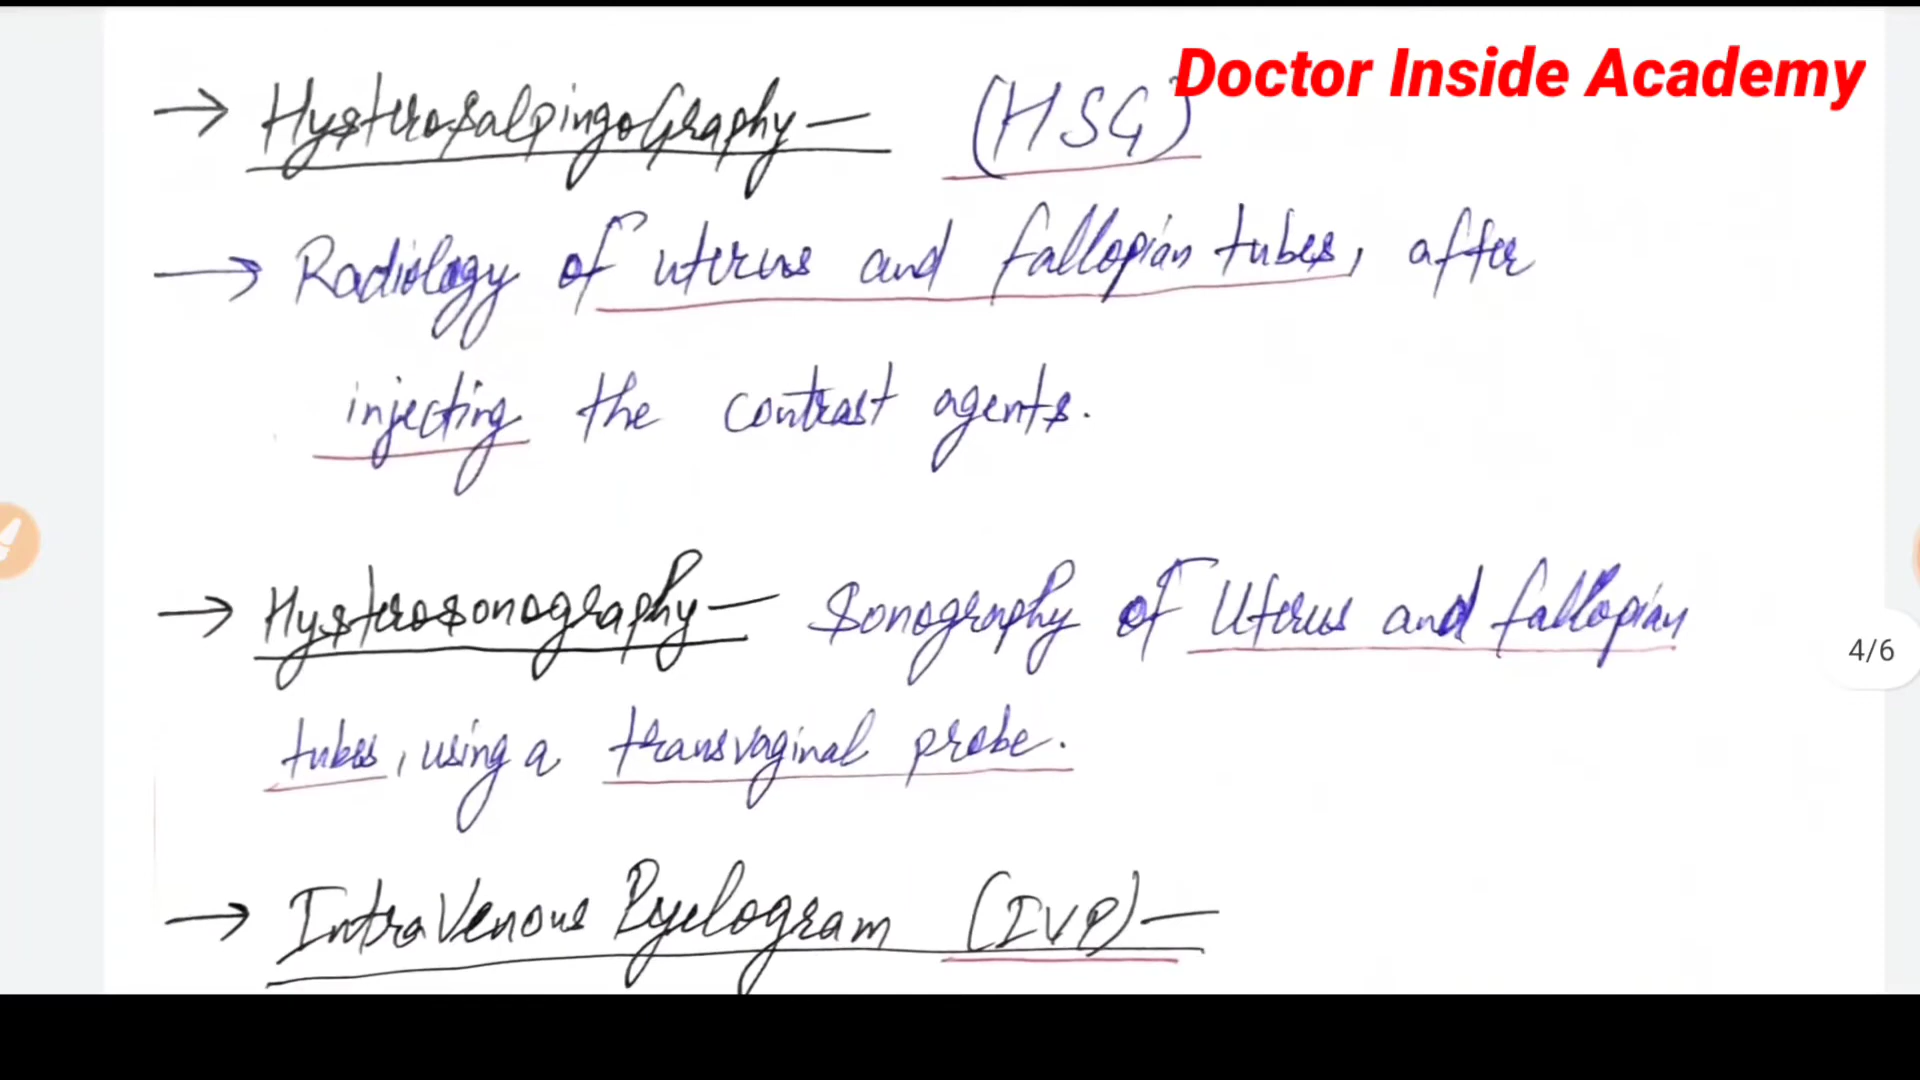 Doctor Inside Academy
→ HysterosalpingoGraphy — (HSG)
→ Radiology of uterus and fallopian tubes, after
injecting the contrast agents.
→ Hysterosonography — Sonography of Uterus and fallopian
tubes, using a transvaginal probe.
4/6
→ IntraVenous Pyelogram (IVP) —